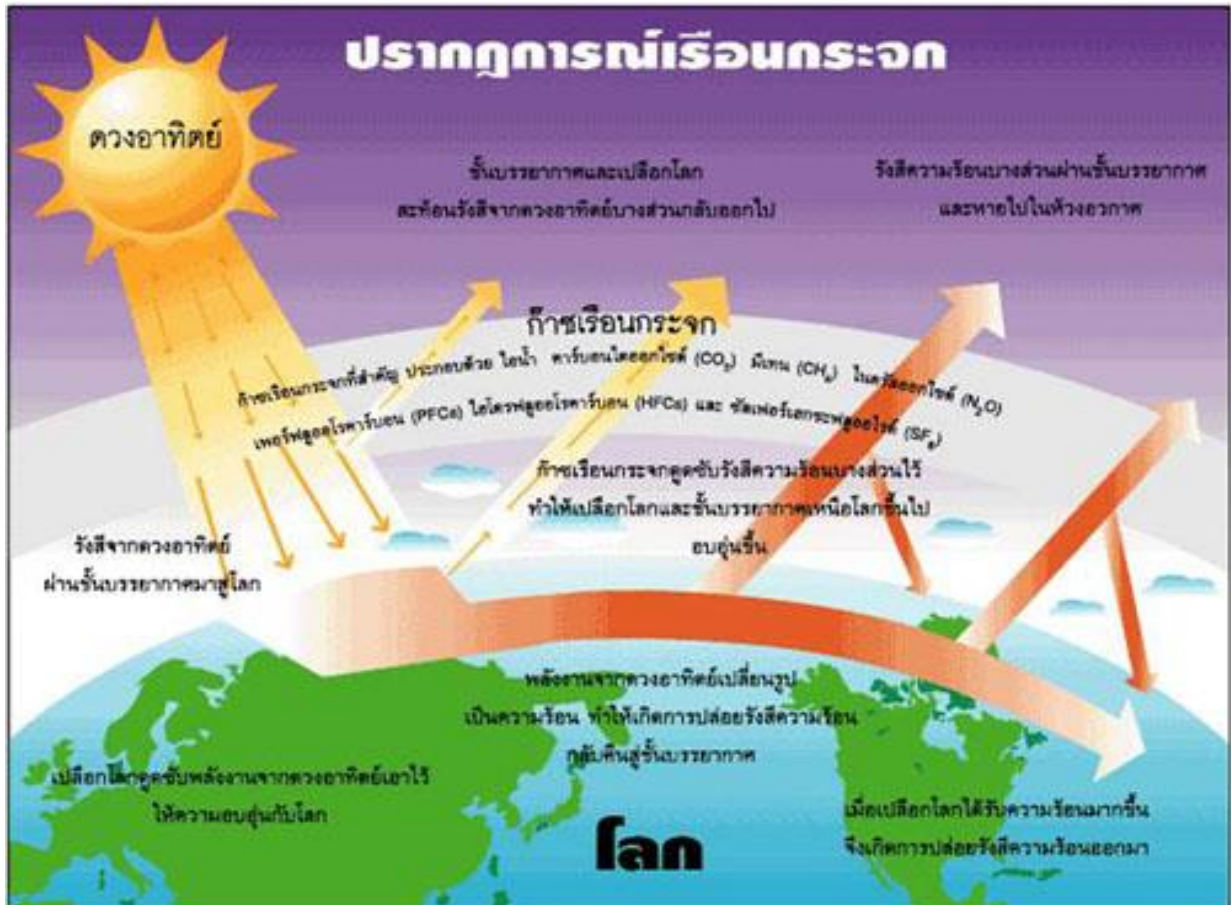 ปรากฏการณ์เรือนกระจก
ดวงอาทิตย์
ชั้นบรรยากาศและเปลือกโลก
สะท้อนรังสีจากดวงอาทิตย์บางส่วนกลับออกไป
รังสีความร้อนบางส่วนผ่านชั้นบรรยากาศ
และหายไปในห้วงอวกาศ
ก๊าซเรือนกระจก
ก๊าซเรือนกระจกที่สำคัญ ประกอบด้วย ไอน้ำ คาร์บอนไดออกไซด์ (CO₂) มีเทน (CH₄) ไนตรัสออกไซด์ (N₂O)
เพอร์ฟลูออโรคาร์บอน (PFCs) ไฮโดรฟลูออโรคาร์บอน (HFCs) และ ซัลเฟอร์เฮกซะฟลูออไรด์ (SF₆)
ก๊าซเรือนกระจกดูดซับรังสีความร้อนบางส่วนไว้
ทำให้เปลือกโลกและชั้นบรรยากาศเหนือโลกขึ้นไป
อบอุ่นขึ้น
รังสีจากดวงอาทิตย์
ผ่านชั้นบรรยากาศมาสู่โลก
พลังงานจากดวงอาทิตย์เปลี่ยนรูป
เป็นความร้อน ทำให้เกิดการปล่อยรังสีความร้อน
กลับคืนสู่ชั้นบรรยากาศ
เปลือกโลกดูดซับพลังงานจากดวงอาทิตย์เอาไว้
ให้ความอบอุ่นกับโลก
เมื่อเปลือกโลกได้รับความร้อนมากขึ้น
จึงเกิดการปล่อยรังสีความร้อนออกมา
โลก